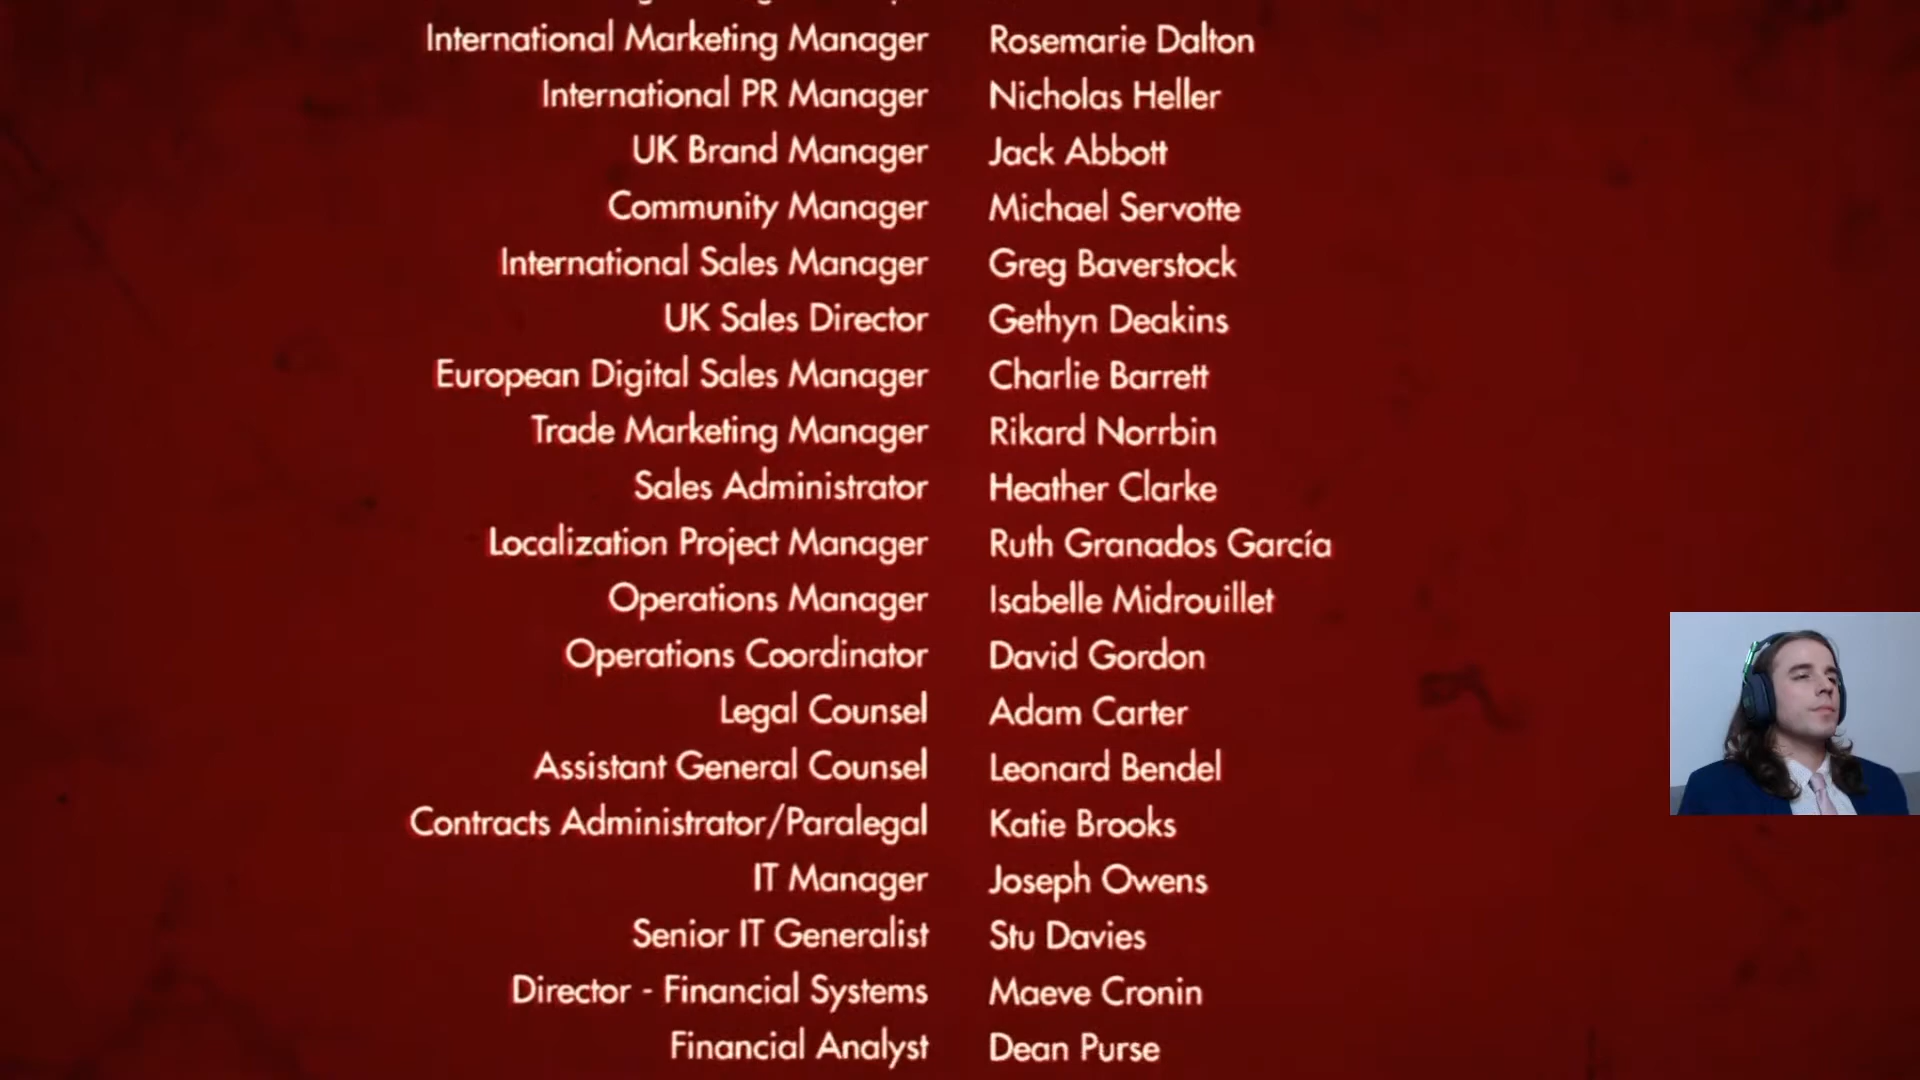 International Marketing Manager Rosemarie Dalton
International PR Manager Nicholas Heller
UK Brand Manager Jack Abbott
Community Manager Michael Servotte
International Sales Manager Greg Baverstock
UK Sales Director Gethyn Deakins
European Digital Sales Manager Charlie Barrett
Trade Marketing Manager Rikard Norrbin
Sales Administrator Heather Clarke
Localization Project Manager Ruth Granados García
Operations Manager Isabelle Midrouillet
Operations Coordinator David Gordon
Legal Counsel Adam Carter
Assistant General Counsel Leonard Bendel
Contracts Administrator/Paralegal Katie Brooks
IT Manager Joseph Owens
Senior IT Generalist Stu Davies
Director - Financial Systems Maeve Cronin
Financial Analyst Dean Purse